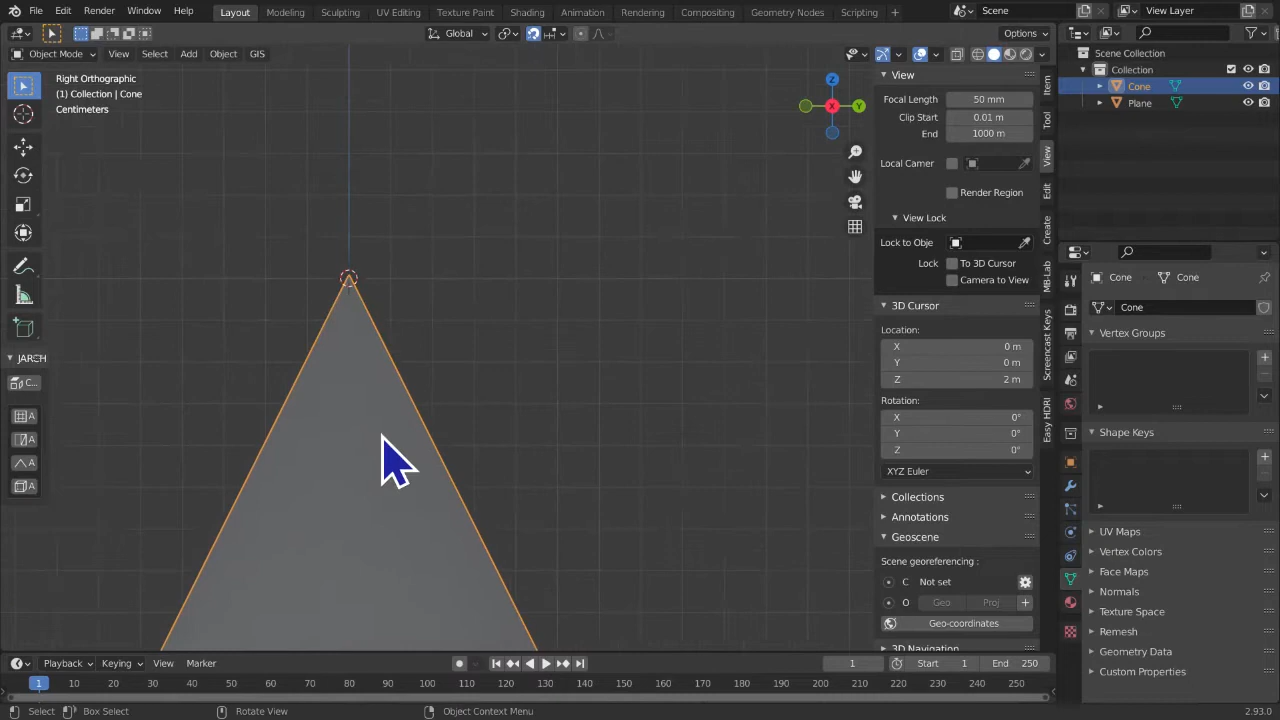 File Edit Render Window Help Layout Modeling Sculpting UV Editing Texture Paint Shading Animation Rendering Compositing Geometry Nodes Scripting + Scene View Layer
Global Options
Object Mode View Select Add Object GIS
Right Orthographic
(1) Collection | Cone
Centimeters
Z
Y
X
JARCH
C...
A
A
A
A
View
Focal Length 50 mm
Clip Start 0.01 m
End 1000 m
Local Camer
Render Region
View Lock
Lock to Obje
Lock To 3D Cursor
Camera to View
3D Cursor
Location:
X 0 m
Y 0 m
Z 2 m
Rotation:
X 0°
Y 0°
Z 0°
XYZ Euler
Collections
Annotations
Geoscene
Scene georeferencing :
C Not set
O Geo Proj +
Geo-coordinates
3D Navigation
Item
Tool
View
Edit
Create
MB-Lab
Screencast Keys
Easy HDRI
Scene Collection
Collection
Cone
Plane
Cone Cone
Cone
Vertex Groups
Shape Keys
UV Maps
Vertex Colors
Face Maps
Normals
Texture Space
Remesh
Geometry Data
Custom Properties
Playback Keying View Marker 1 Start 1 End 250
1 10 20 30 40 50 60 70 80 90 100 110 120 130 140 150 160 170 180 190 200 210 220 230 240 250
Select Box Select Rotate View Object Context Menu 2.93.0